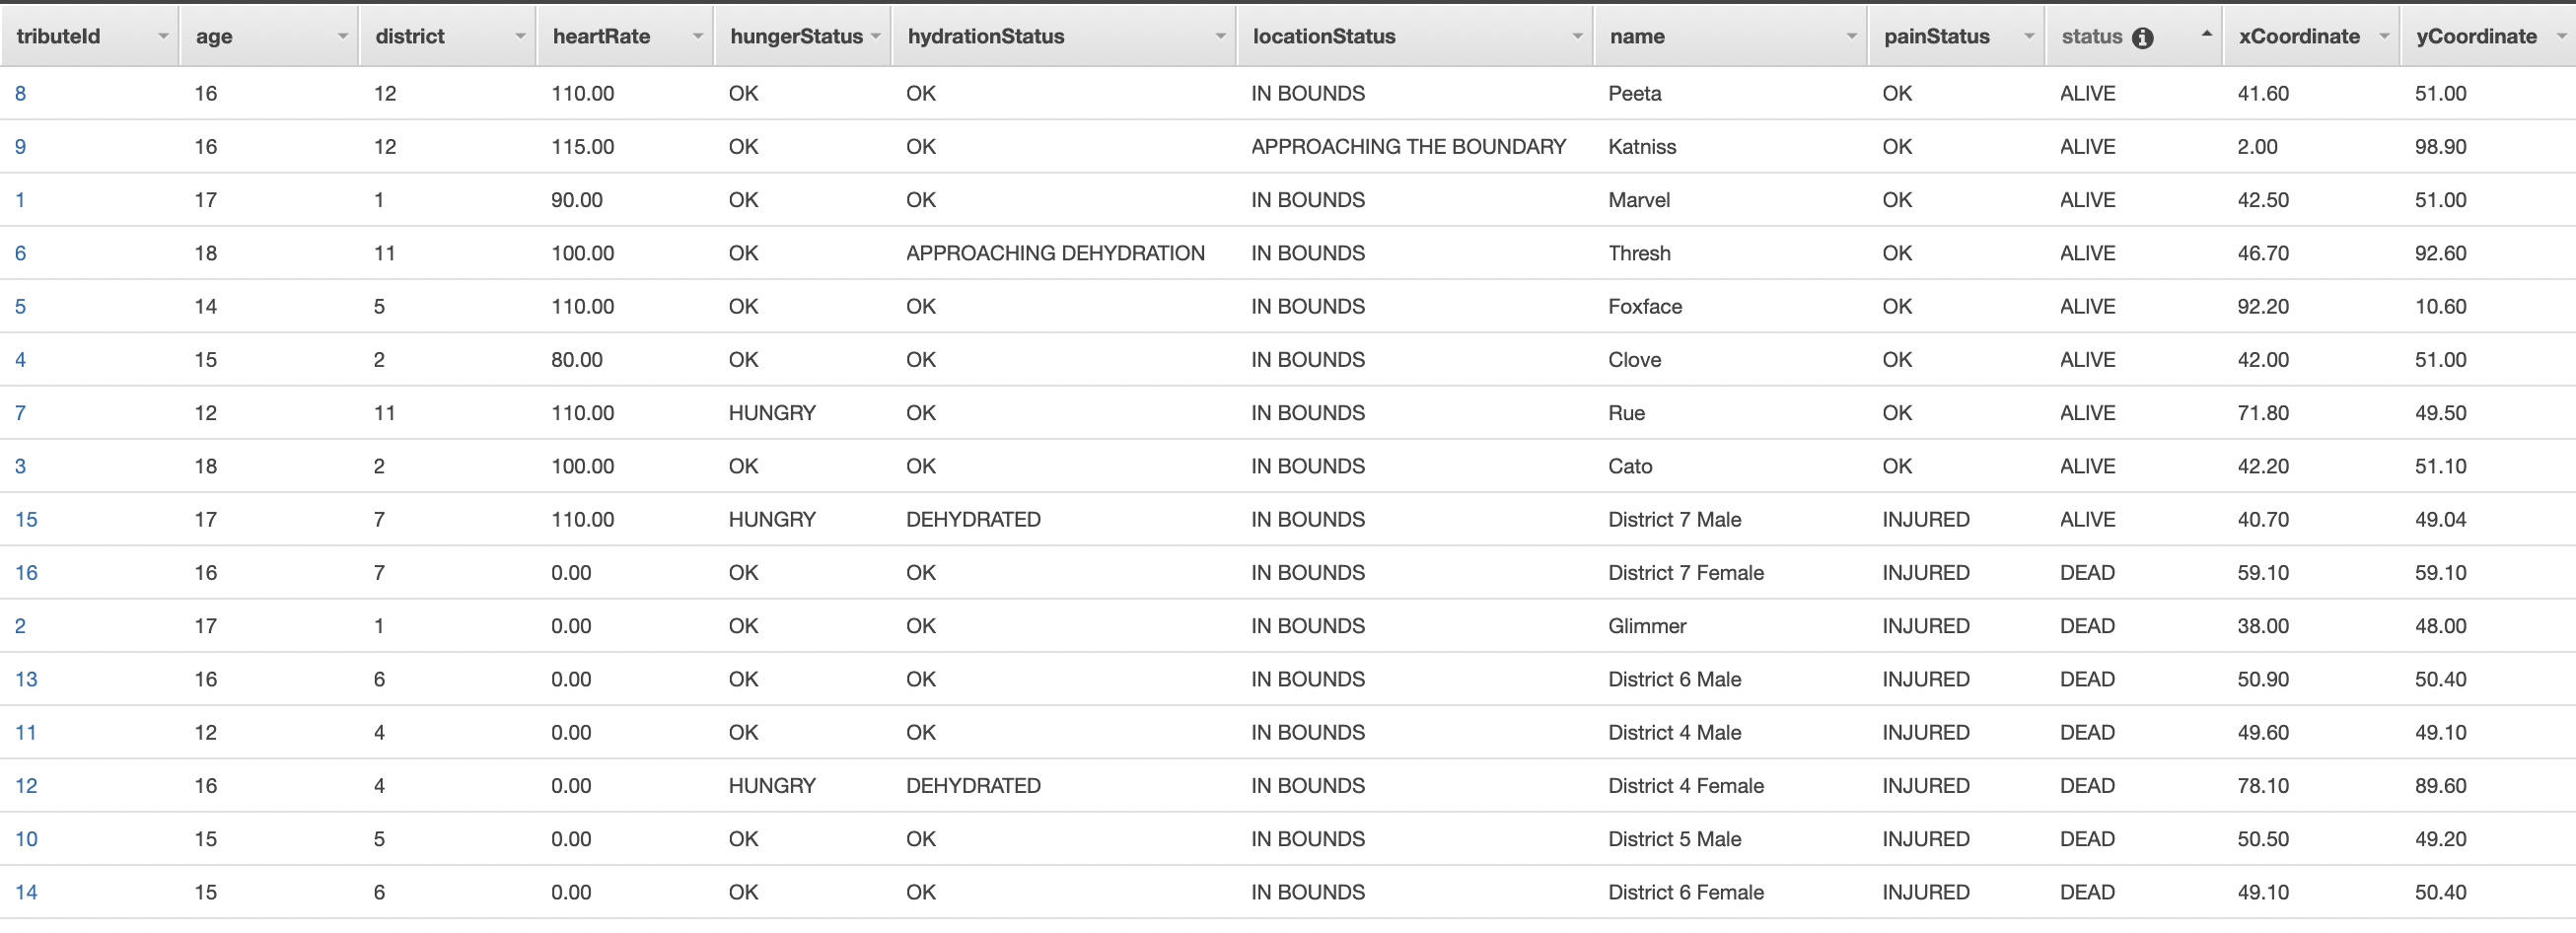 tributeId age district heartRate hungerStatus hydrationStatus locationStatus name painStatus status xCoordinate yCoordinate
8 16 12 110.00 OK OK IN BOUNDS Peeta OK ALIVE 41.60 51.00
9 16 12 115.00 OK OK APPROACHING THE BOUNDARY Katniss OK ALIVE 2.00 98.90
1 17 1 90.00 OK OK IN BOUNDS Marvel OK ALIVE 42.50 51.00
6 18 11 100.00 OK APPROACHING DEHYDRATION IN BOUNDS Thresh OK ALIVE 46.70 92.60
5 14 5 110.00 OK OK IN BOUNDS Foxface OK ALIVE 92.20 10.60
4 15 2 80.00 OK OK IN BOUNDS Clove OK ALIVE 42.00 51.00
7 12 11 110.00 HUNGRY OK IN BOUNDS Rue OK ALIVE 71.80 49.50
3 18 2 100.00 OK OK IN BOUNDS Cato OK ALIVE 42.20 51.10
15 17 7 110.00 HUNGRY DEHYDRATED IN BOUNDS District 7 Male INJURED ALIVE 40.70 49.04
16 16 7 0.00 OK OK IN BOUNDS District 7 Female INJURED DEAD 59.10 59.10
2 17 1 0.00 OK OK IN BOUNDS Glimmer INJURED DEAD 38.00 48.00
13 16 6 0.00 OK OK IN BOUNDS District 6 Male INJURED DEAD 50.90 50.40
11 12 4 0.00 OK OK IN BOUNDS District 4 Male INJURED DEAD 49.60 49.10
12 16 4 0.00 HUNGRY DEHYDRATED IN BOUNDS District 4 Female INJURED DEAD 78.10 89.60
10 15 5 0.00 OK OK IN BOUNDS District 5 Male INJURED DEAD 50.50 49.20
14 15 6 0.00 OK OK IN BOUNDS District 6 Female INJURED DEAD 49.10 50.40